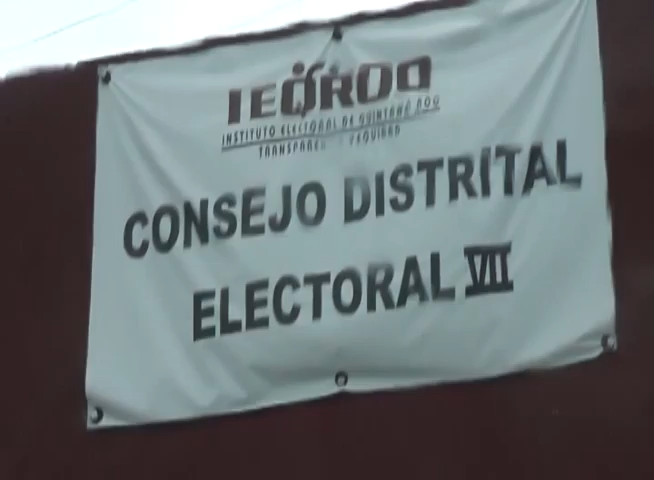 IEQROO
INSTITUTO ELECTORAL DE QUINTANA ROO
CONSEJO DISTRITAL
ELECTORAL VII